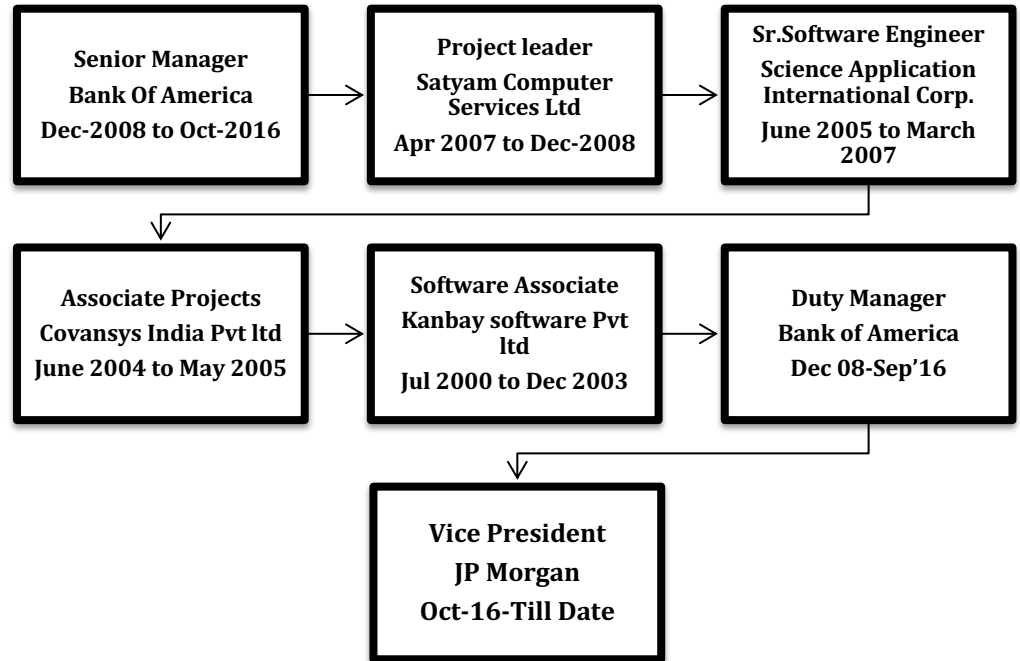 Senior Manager
Bank Of America
Dec-2008 to Oct-2016
Project leader
Satyam Computer
Services Ltd
Apr 2007 to Dec-2008
Sr.Software Engineer
Science Application
International Corp.
June 2005 to March
2007
Associate Projects
Covansys India Pvt ltd
June 2004 to May 2005
Software Associate
Kanbay software Pvt
ltd
Jul 2000 to Dec 2003
Duty Manager
Bank of America
Dec 08-Sep’16
Vice President
JP Morgan
Oct-16-Till Date